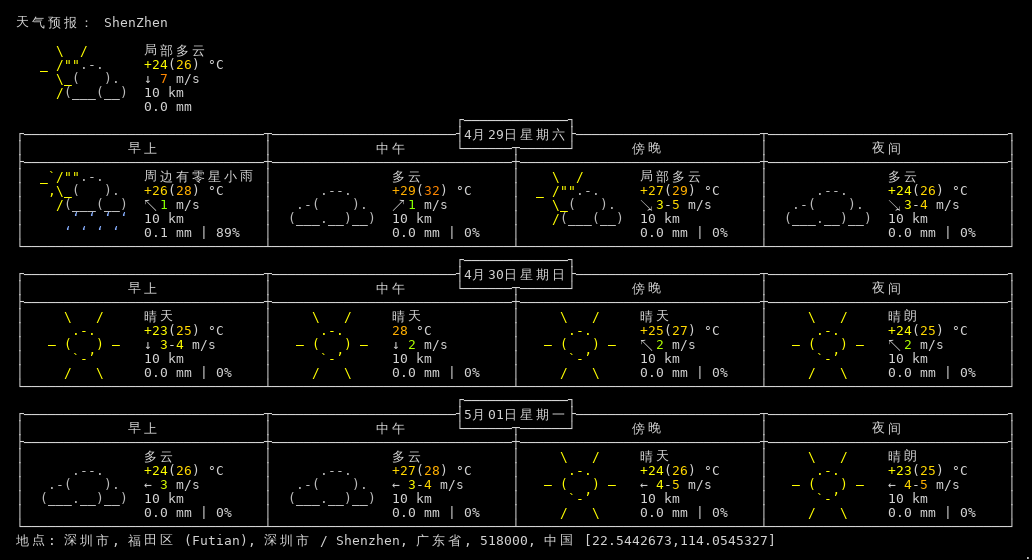 天气预报： ShenZhen
局部多云
+24(26) °C
↓ 7 m/s
10 km
0.0 mm
4月29日星期六
早上 中午 傍晚 夜间
周边有零星小雨 多云 局部多云 多云
+26(28) °C +29(32) °C +27(29) °C +24(26) °C
↖ 1 m/s ↗ 1 m/s ↘ 3-5 m/s ↘ 3-4 m/s
10 km 10 km 10 km 10 km
0.1 mm | 89% 0.0 mm | 0% 0.0 mm | 0% 0.0 mm | 0%
4月30日星期日
早上 中午 傍晚 夜间
晴天 晴天 晴天 晴朗
+23(25) °C 28 °C +25(27) °C +24(25) °C
↓ 3-4 m/s ↓ 2 m/s ↖ 2 m/s ↖ 2 m/s
10 km 10 km 10 km 10 km
0.0 mm | 0% 0.0 mm | 0% 0.0 mm | 0% 0.0 mm | 0%
5月01日星期一
早上 中午 傍晚 夜间
多云 多云 晴天 晴朗
+24(26) °C +27(28) °C +24(26) °C +23(25) °C
← 3 m/s ← 3-4 m/s ← 4-5 m/s ← 4-5 m/s
10 km 10 km 10 km 10 km
0.0 mm | 0% 0.0 mm | 0% 0.0 mm | 0% 0.0 mm | 0%
地点: 深圳市, 福田区 (Futian), 深圳市 / Shenzhen, 广东省, 518000, 中国 [22.5442673,114.0545327]